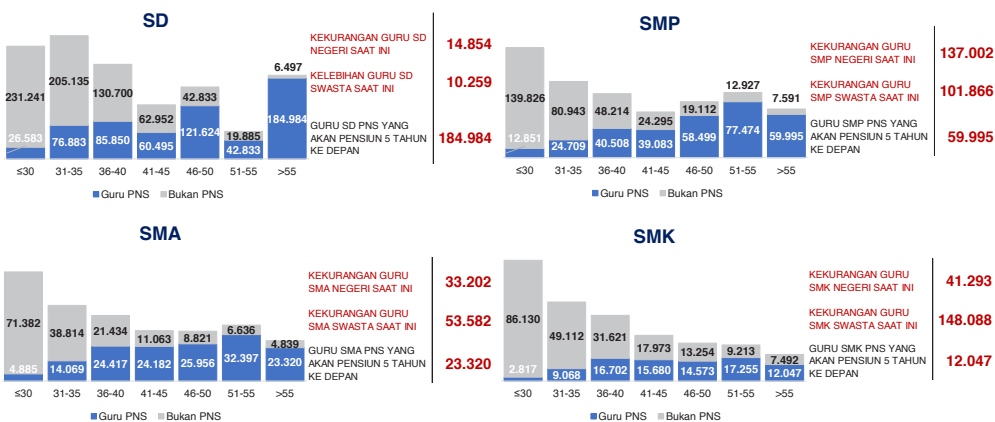 SD
231.241
205.135
130.700
62.952
42.833
19.885
6.497
26.583
76.883
85.850
60.495
121.624
42.833
184.984
≤30 31-35 36-40 41-45 46-50 51-55 >55
Guru PNS Bukan PNS
KEKURANGAN GURU SD
NEGERI SAAT INI
14.854
KELEBIHAN GURU SD
SWASTA SAAT INI
10.259
GURU SD PNS YANG
AKAN PENSIUN 5 TAHUN
KE DEPAN
184.984
SMP
139.826
80.943
48.214
24.295
19.112
12.927
7.591
12.851
24.709
40.508
39.083
58.499
77.474
59.995
≤30 31-35 36-40 41-45 46-50 51-55 >55
Guru PNS Bukan PNS
KEKURANGAN GURU
SMP NEGERI SAAT INI
137.002
KEKURANGAN GURU
SMP SWASTA SAAT INI
101.866
GURU SMP PNS YANG
AKAN PENSIUN 5 TAHUN
KE DEPAN
59.995
SMA
71.382
38.814
21.434
11.063
8.821
6.636
4.839
4.885
14.069
24.417
24.182
25.956
32.397
23.320
≤30 31-35 36-40 41-45 46-50 51-55 >55
Guru PNS Bukan PNS
KEKURANGAN GURU
SMA NEGERI SAAT INI
33.202
KEKURANGAN GURU
SMA SWASTA SAAT INI
53.582
GURU SMA PNS YANG
AKAN PENSIUN 5 TAHUN
KE DEPAN
23.320
SMK
86.130
49.112
31.621
17.973
13.254
9.213
7.492
2.817
9.068
16.702
15.680
14.573
17.255
12.047
≤30 31-35 36-40 41-45 46-50 51-55 >55
Guru PNS Bukan PNS
KEKURANGAN GURU
SMK NEGERI SAAT INI
41.293
KEKURANGAN GURU
SMK SWASTA SAAT INI
148.088
GURU SMK PNS YANG
AKAN PENSIUN 5 TAHUN
KE DEPAN
12.047